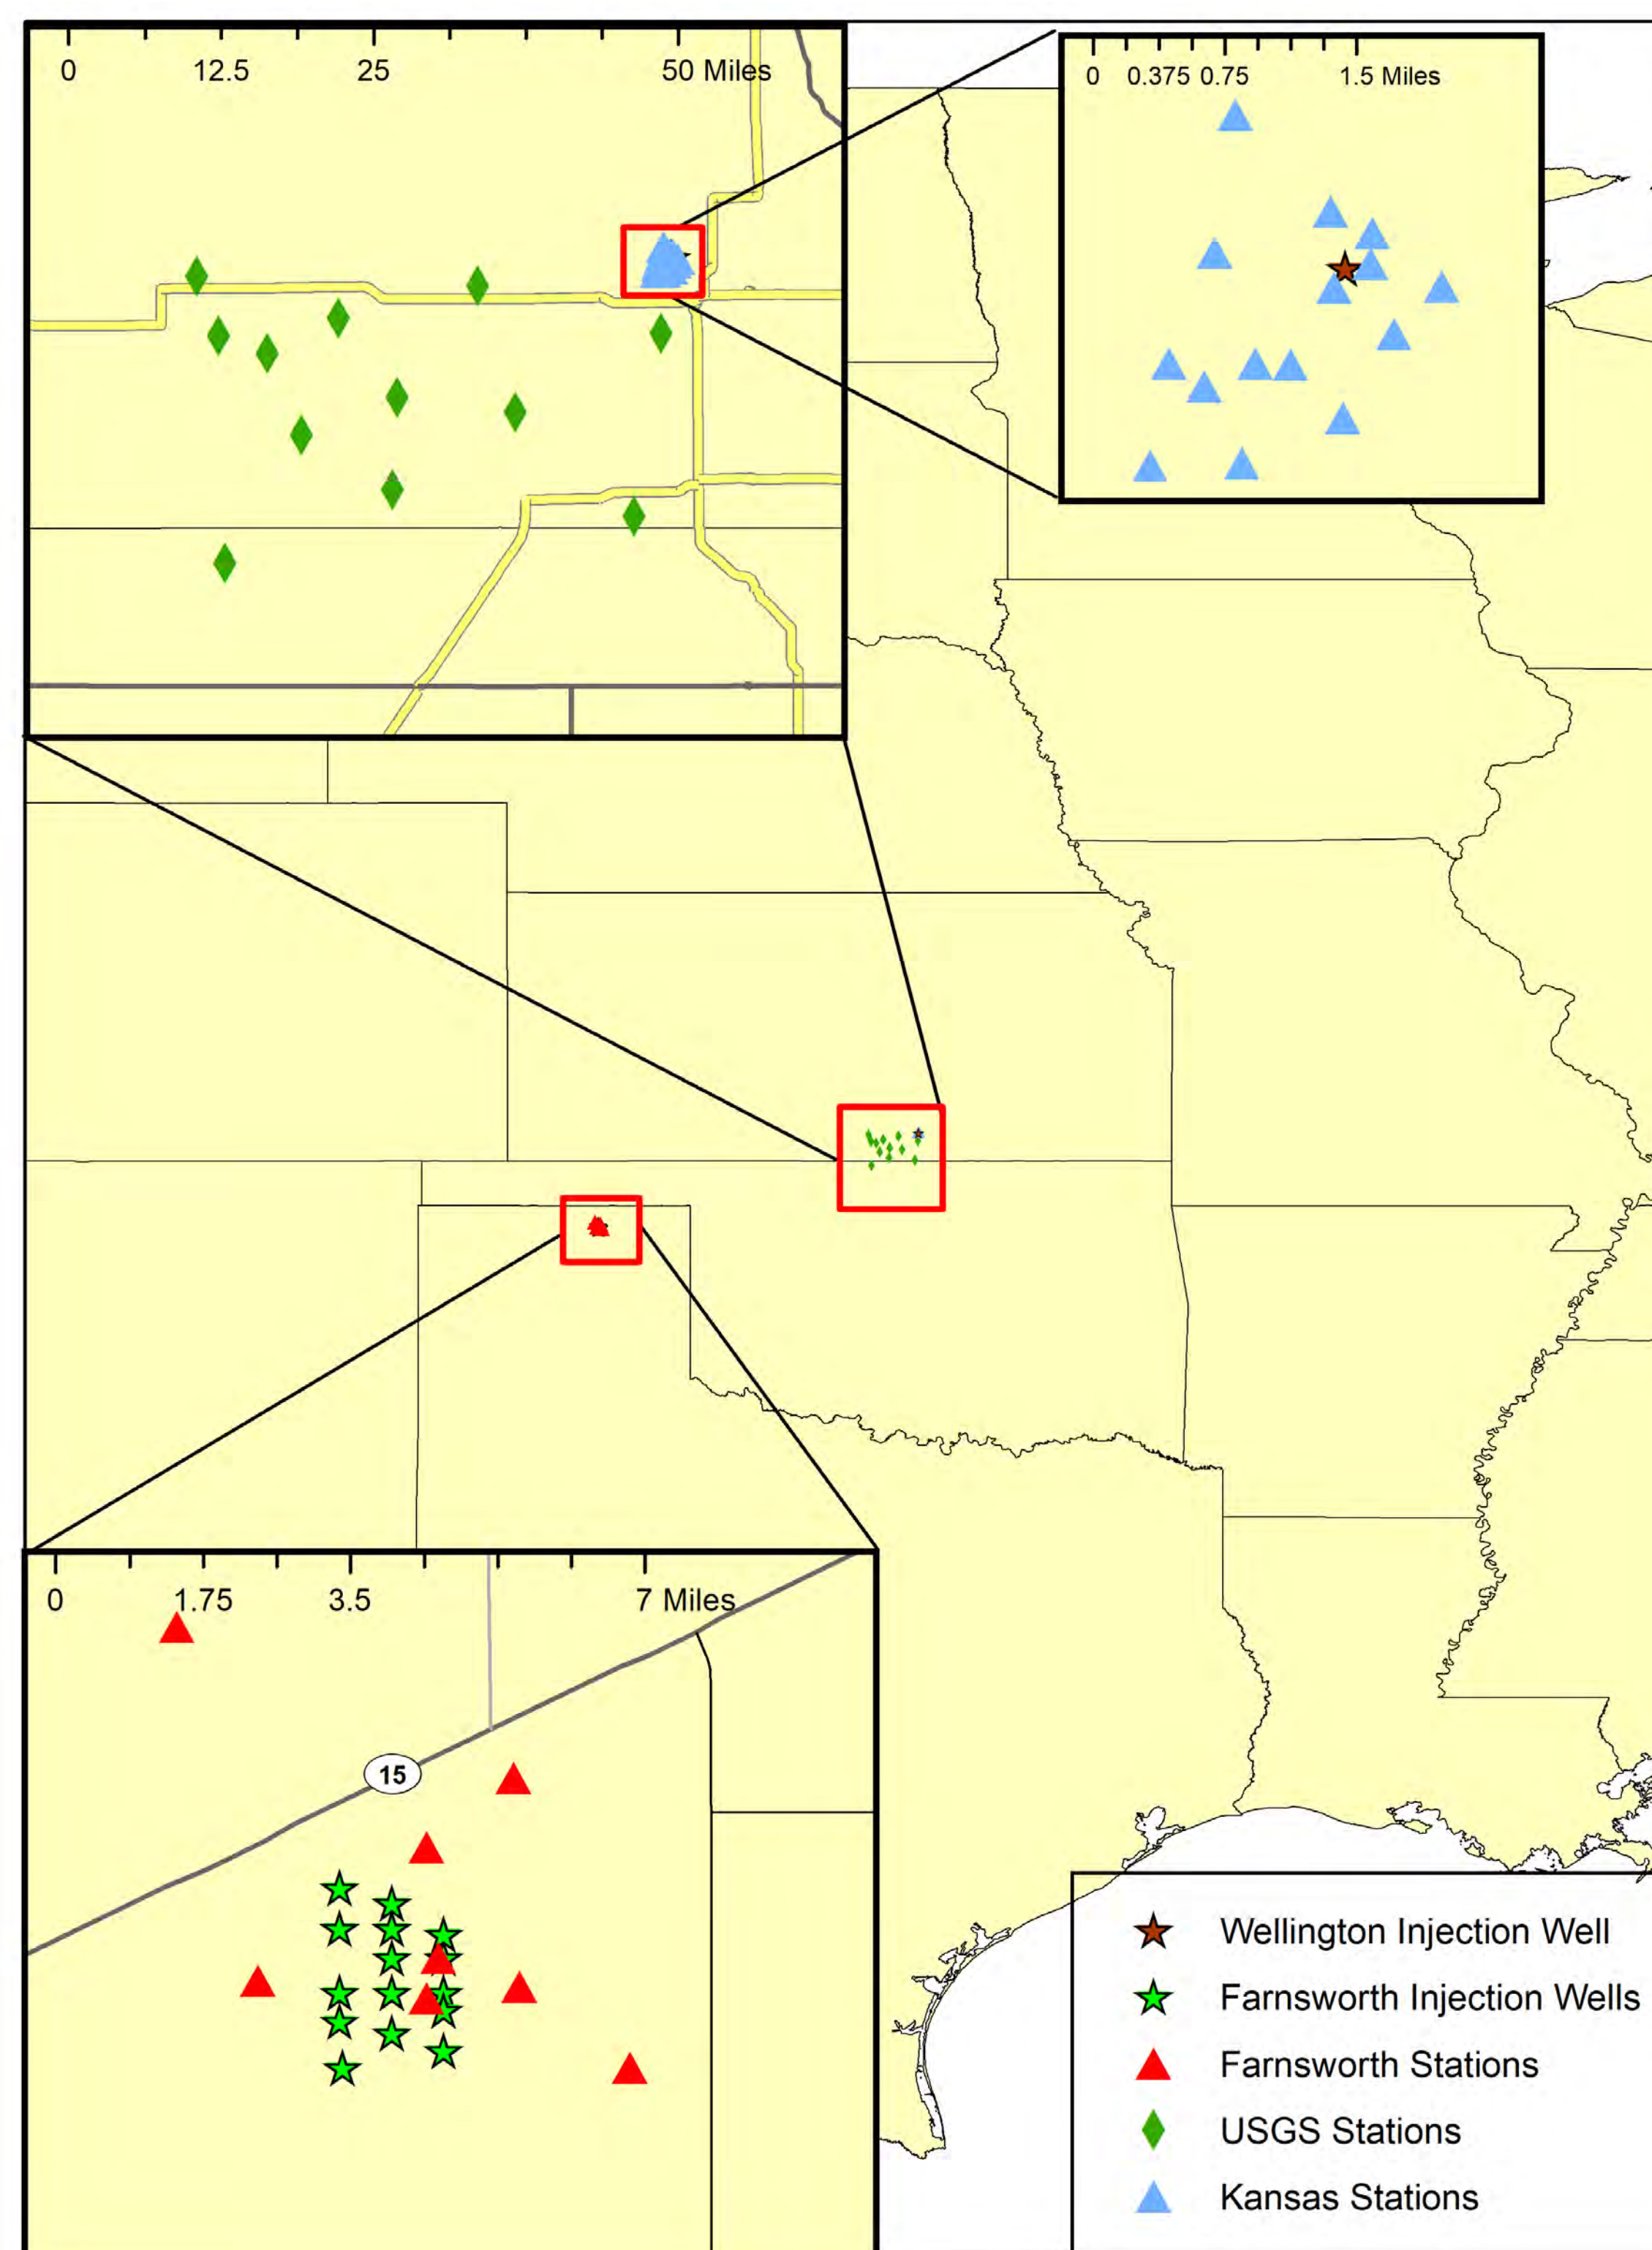 0 12.5 25 50 Miles
0 0.375 0.75 1.5 Miles
0 1.75 3.5 7 Miles
15
Wellington Injection Well
Farnsworth Injection Wells
Farnsworth Stations
USGS Stations
Kansas Stations